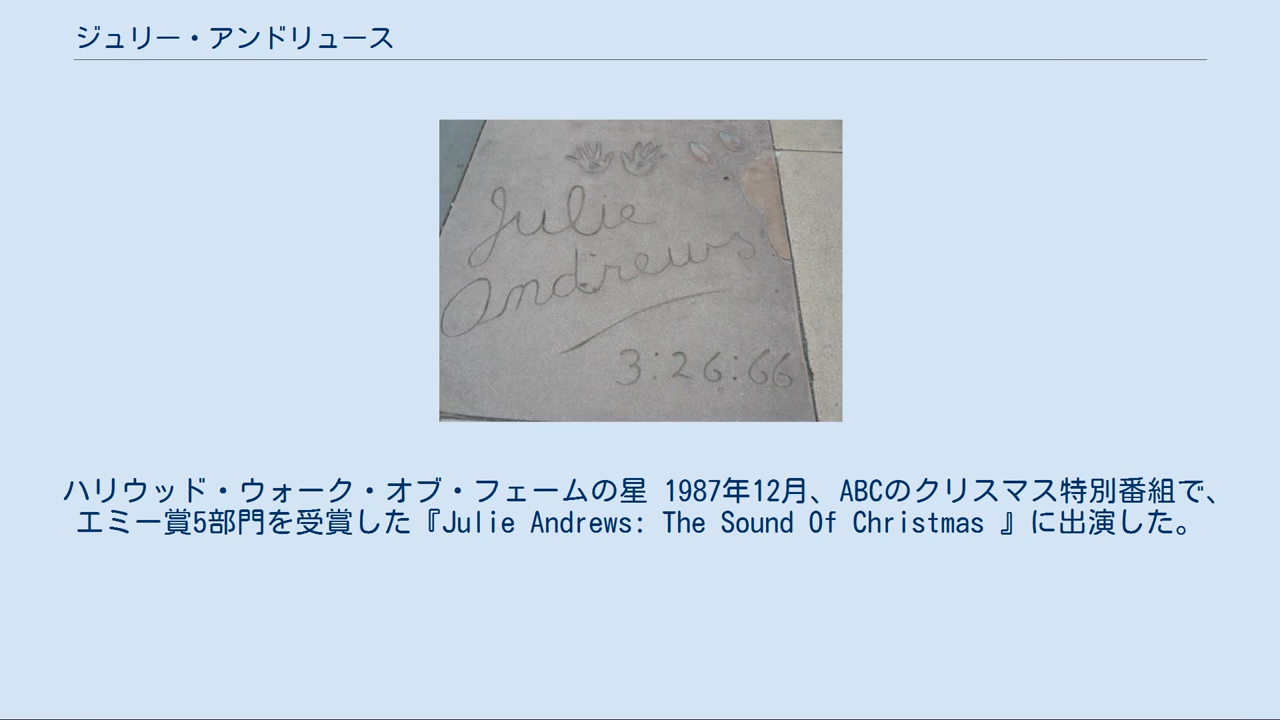 ジュリー・アンドリュース
Julie
Andrews
3:26:66
ハリウッド・ウォーク・オブ・フェームの星 1987年12月、ABCのクリスマス特別番組で、
エミー賞5部門を受賞した『Julie Andrews: The Sound Of Christmas 』に出演した。